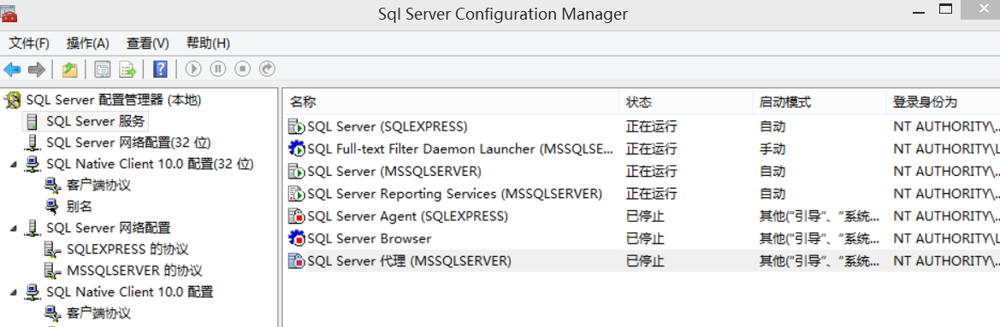 Sql Server Configuration Manager
文件(F) 操作(A) 查看(V) 帮助(H)
SQL Server 配置管理器 (本地)
SQL Server 服务
SQL Server 网络配置(32 位)
SQL Native Client 10.0 配置(32 位)
客户端协议
别名
SQL Server 网络配置
SQLEXPRESS 的协议
MSSQLSERVER 的协议
SQL Native Client 10.0 配置
客户端协议
名称 状态 启动模式 登录身份为
SQL Server (SQLEXPRESS) 正在运行 自动 NT AUTHORITY\...
SQL Full-text Filter Daemon Launcher (MSSQLSE... 正在运行 手动 NT AUTHORITY\L
SQL Server (MSSQLSERVER) 正在运行 自动 NT AUTHORITY\...
SQL Server Reporting Services (MSSQLSERVER) 正在运行 自动 NT AUTHORITY\...
SQL Server Agent (SQLEXPRESS) 已停止 其他("引导"、"系统... NT AUTHORITY\...
SQL Server Browser 已停止 其他("引导"、"系统... NT AUTHORITY\L
SQL Server 代理 (MSSQLSERVER) 已停止 其他("引导"、"系统... NT AUTHORITY\...